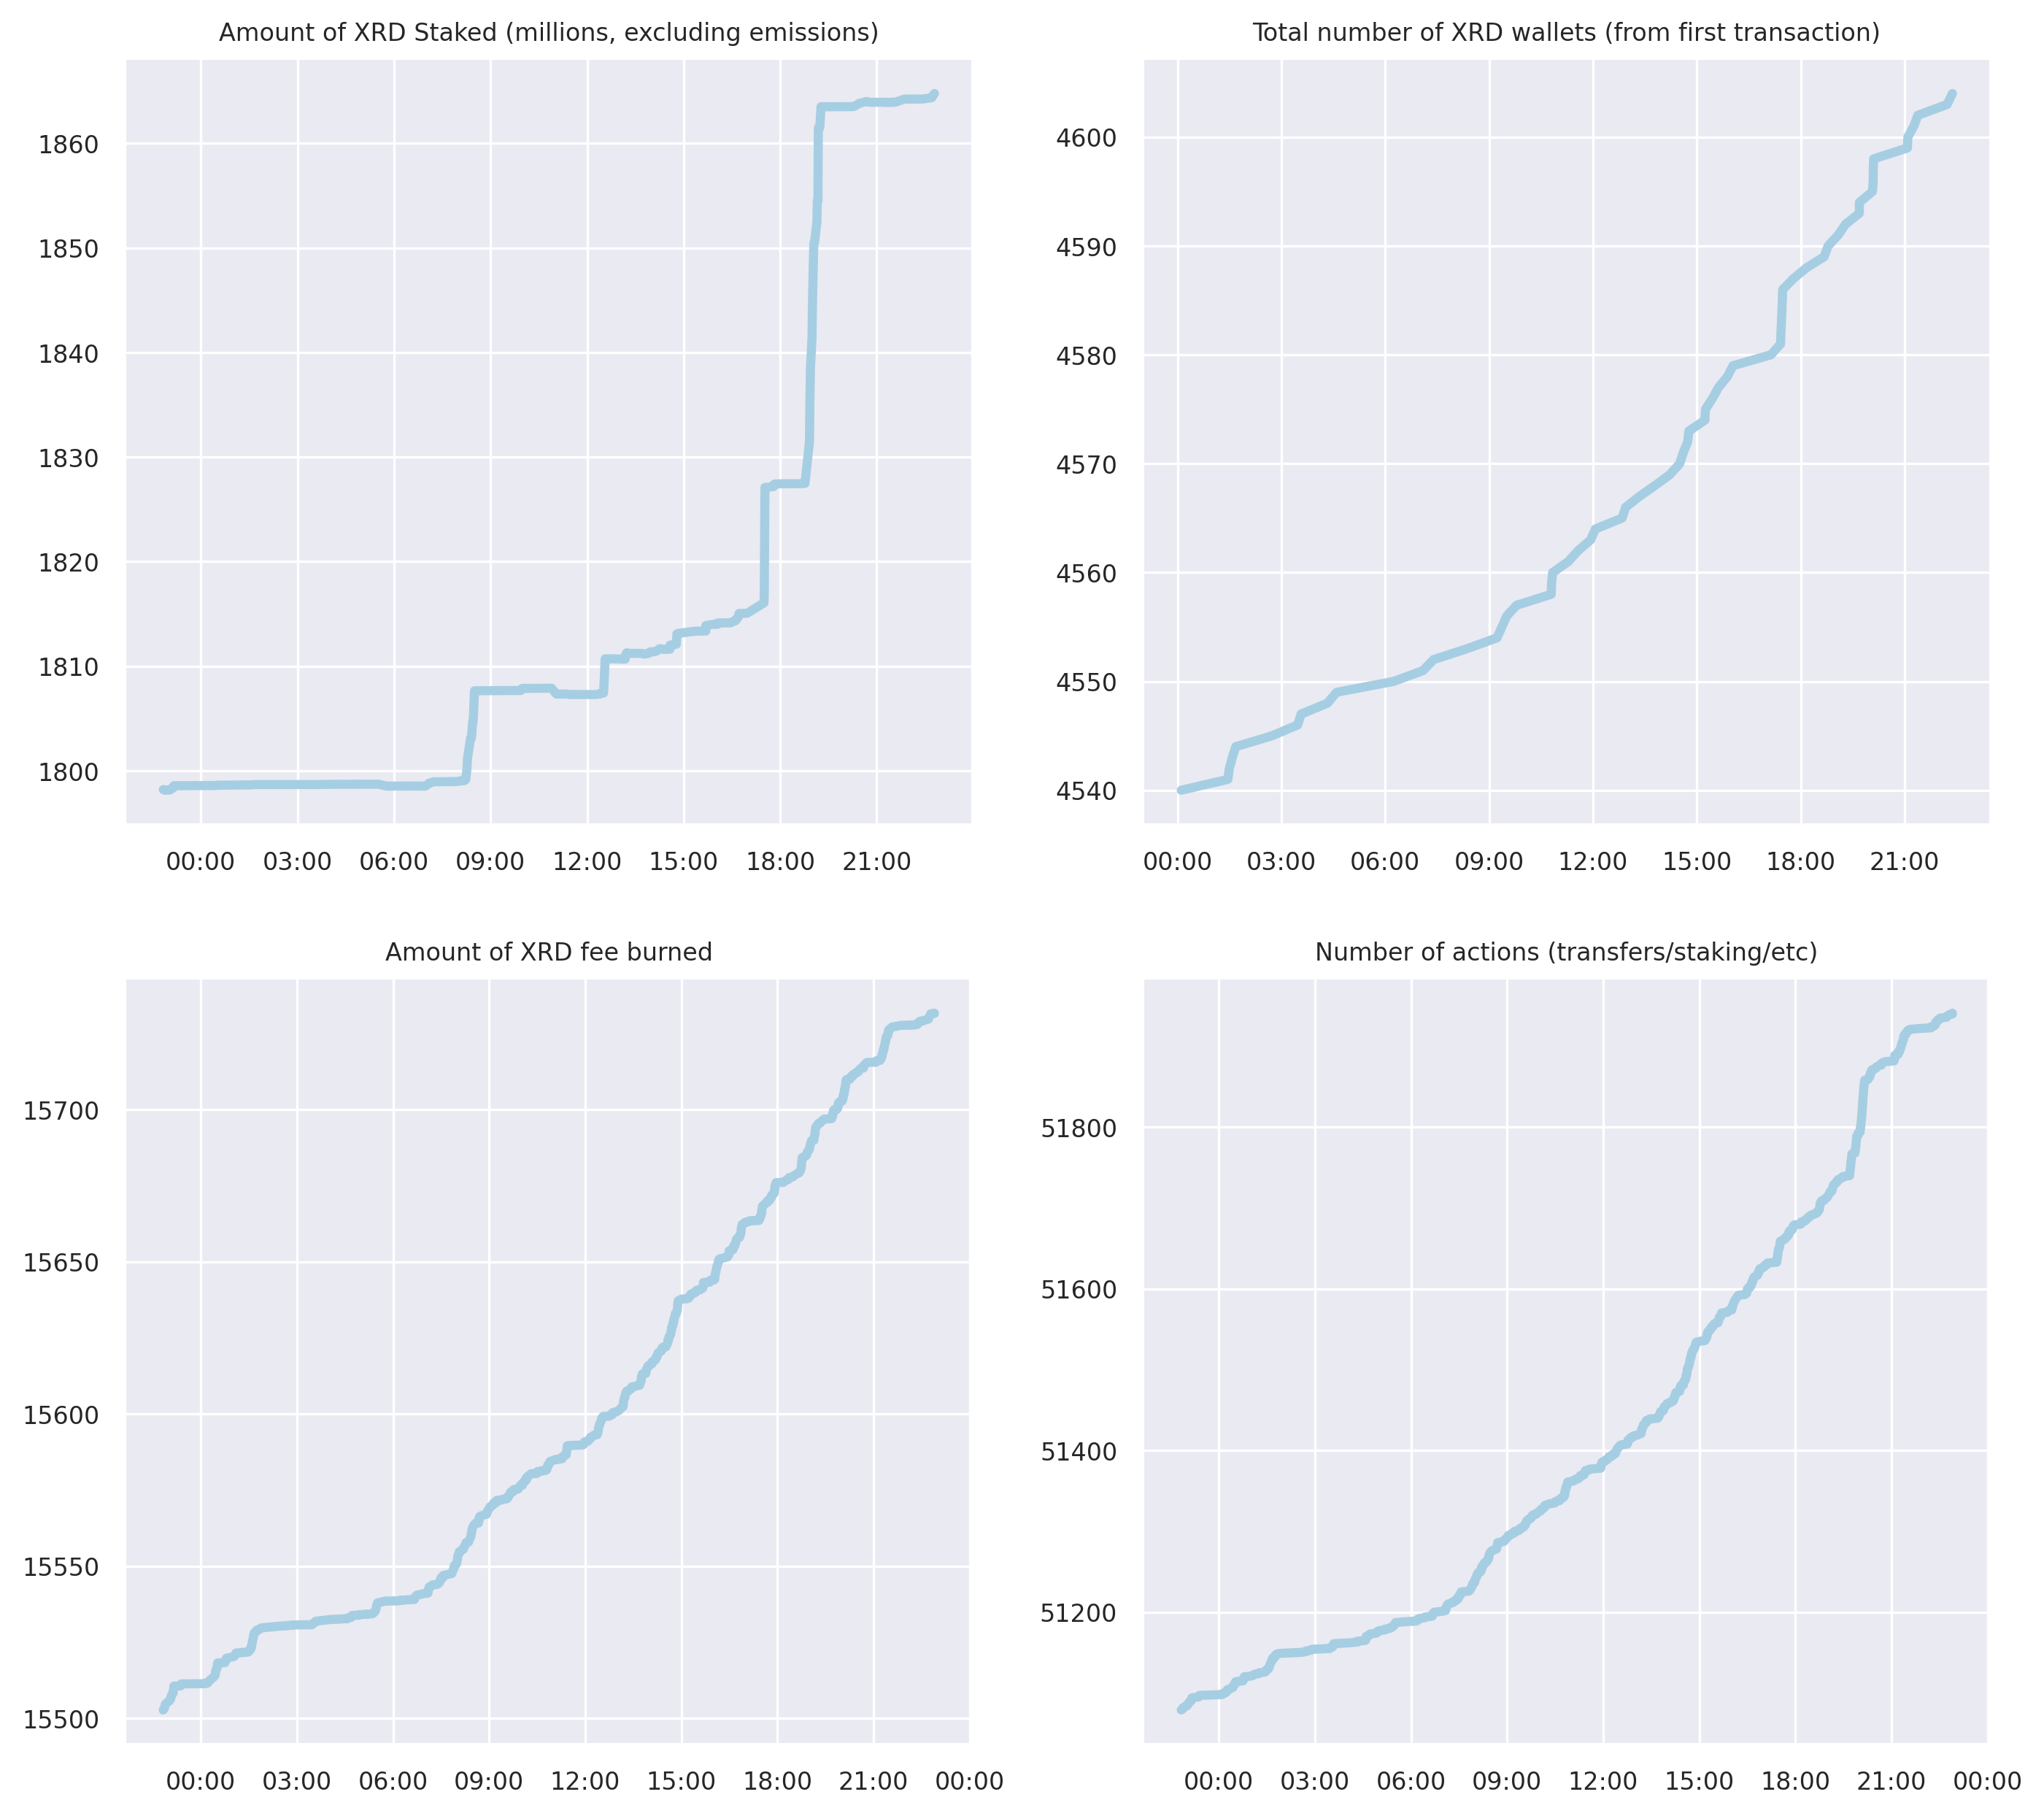 Amount of XRD Staked (millions, excluding emissions)
1860
1850
1840
1830
1820
1810
1800
00:00 03:00 06:00 09:00 12:00 15:00 18:00 21:00
Total number of XRD wallets (from first transaction)
4600
4590
4580
4570
4560
4550
4540
00:00 03:00 06:00 09:00 12:00 15:00 18:00 21:00
Amount of XRD fee burned
15700
15650
15600
15550
15500
00:00 03:00 06:00 09:00 12:00 15:00 18:00 21:00 00:00
Number of actions (transfers/staking/etc)
51800
51600
51400
51200
00:00 03:00 06:00 09:00 12:00 15:00 18:00 21:00 00:00